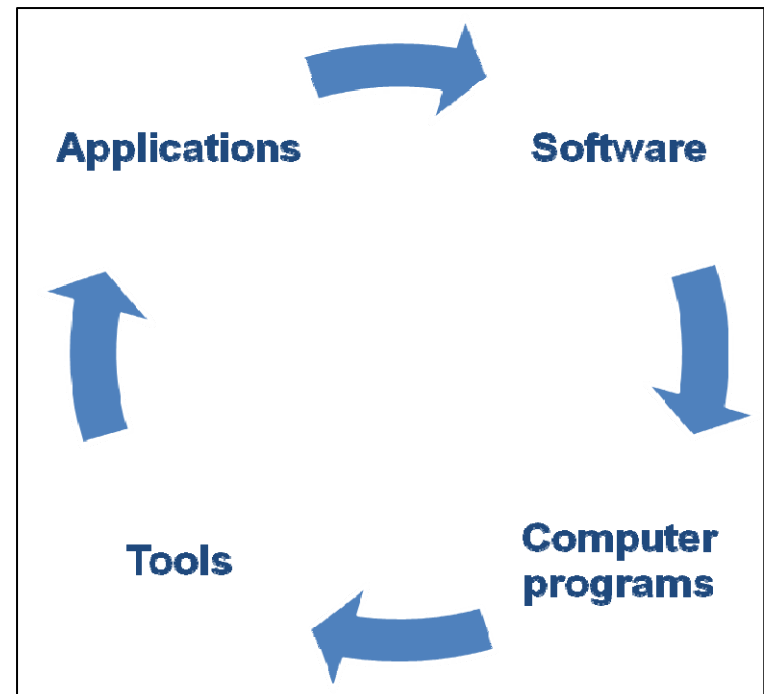 Applications
Software
Tools
Computer
programs